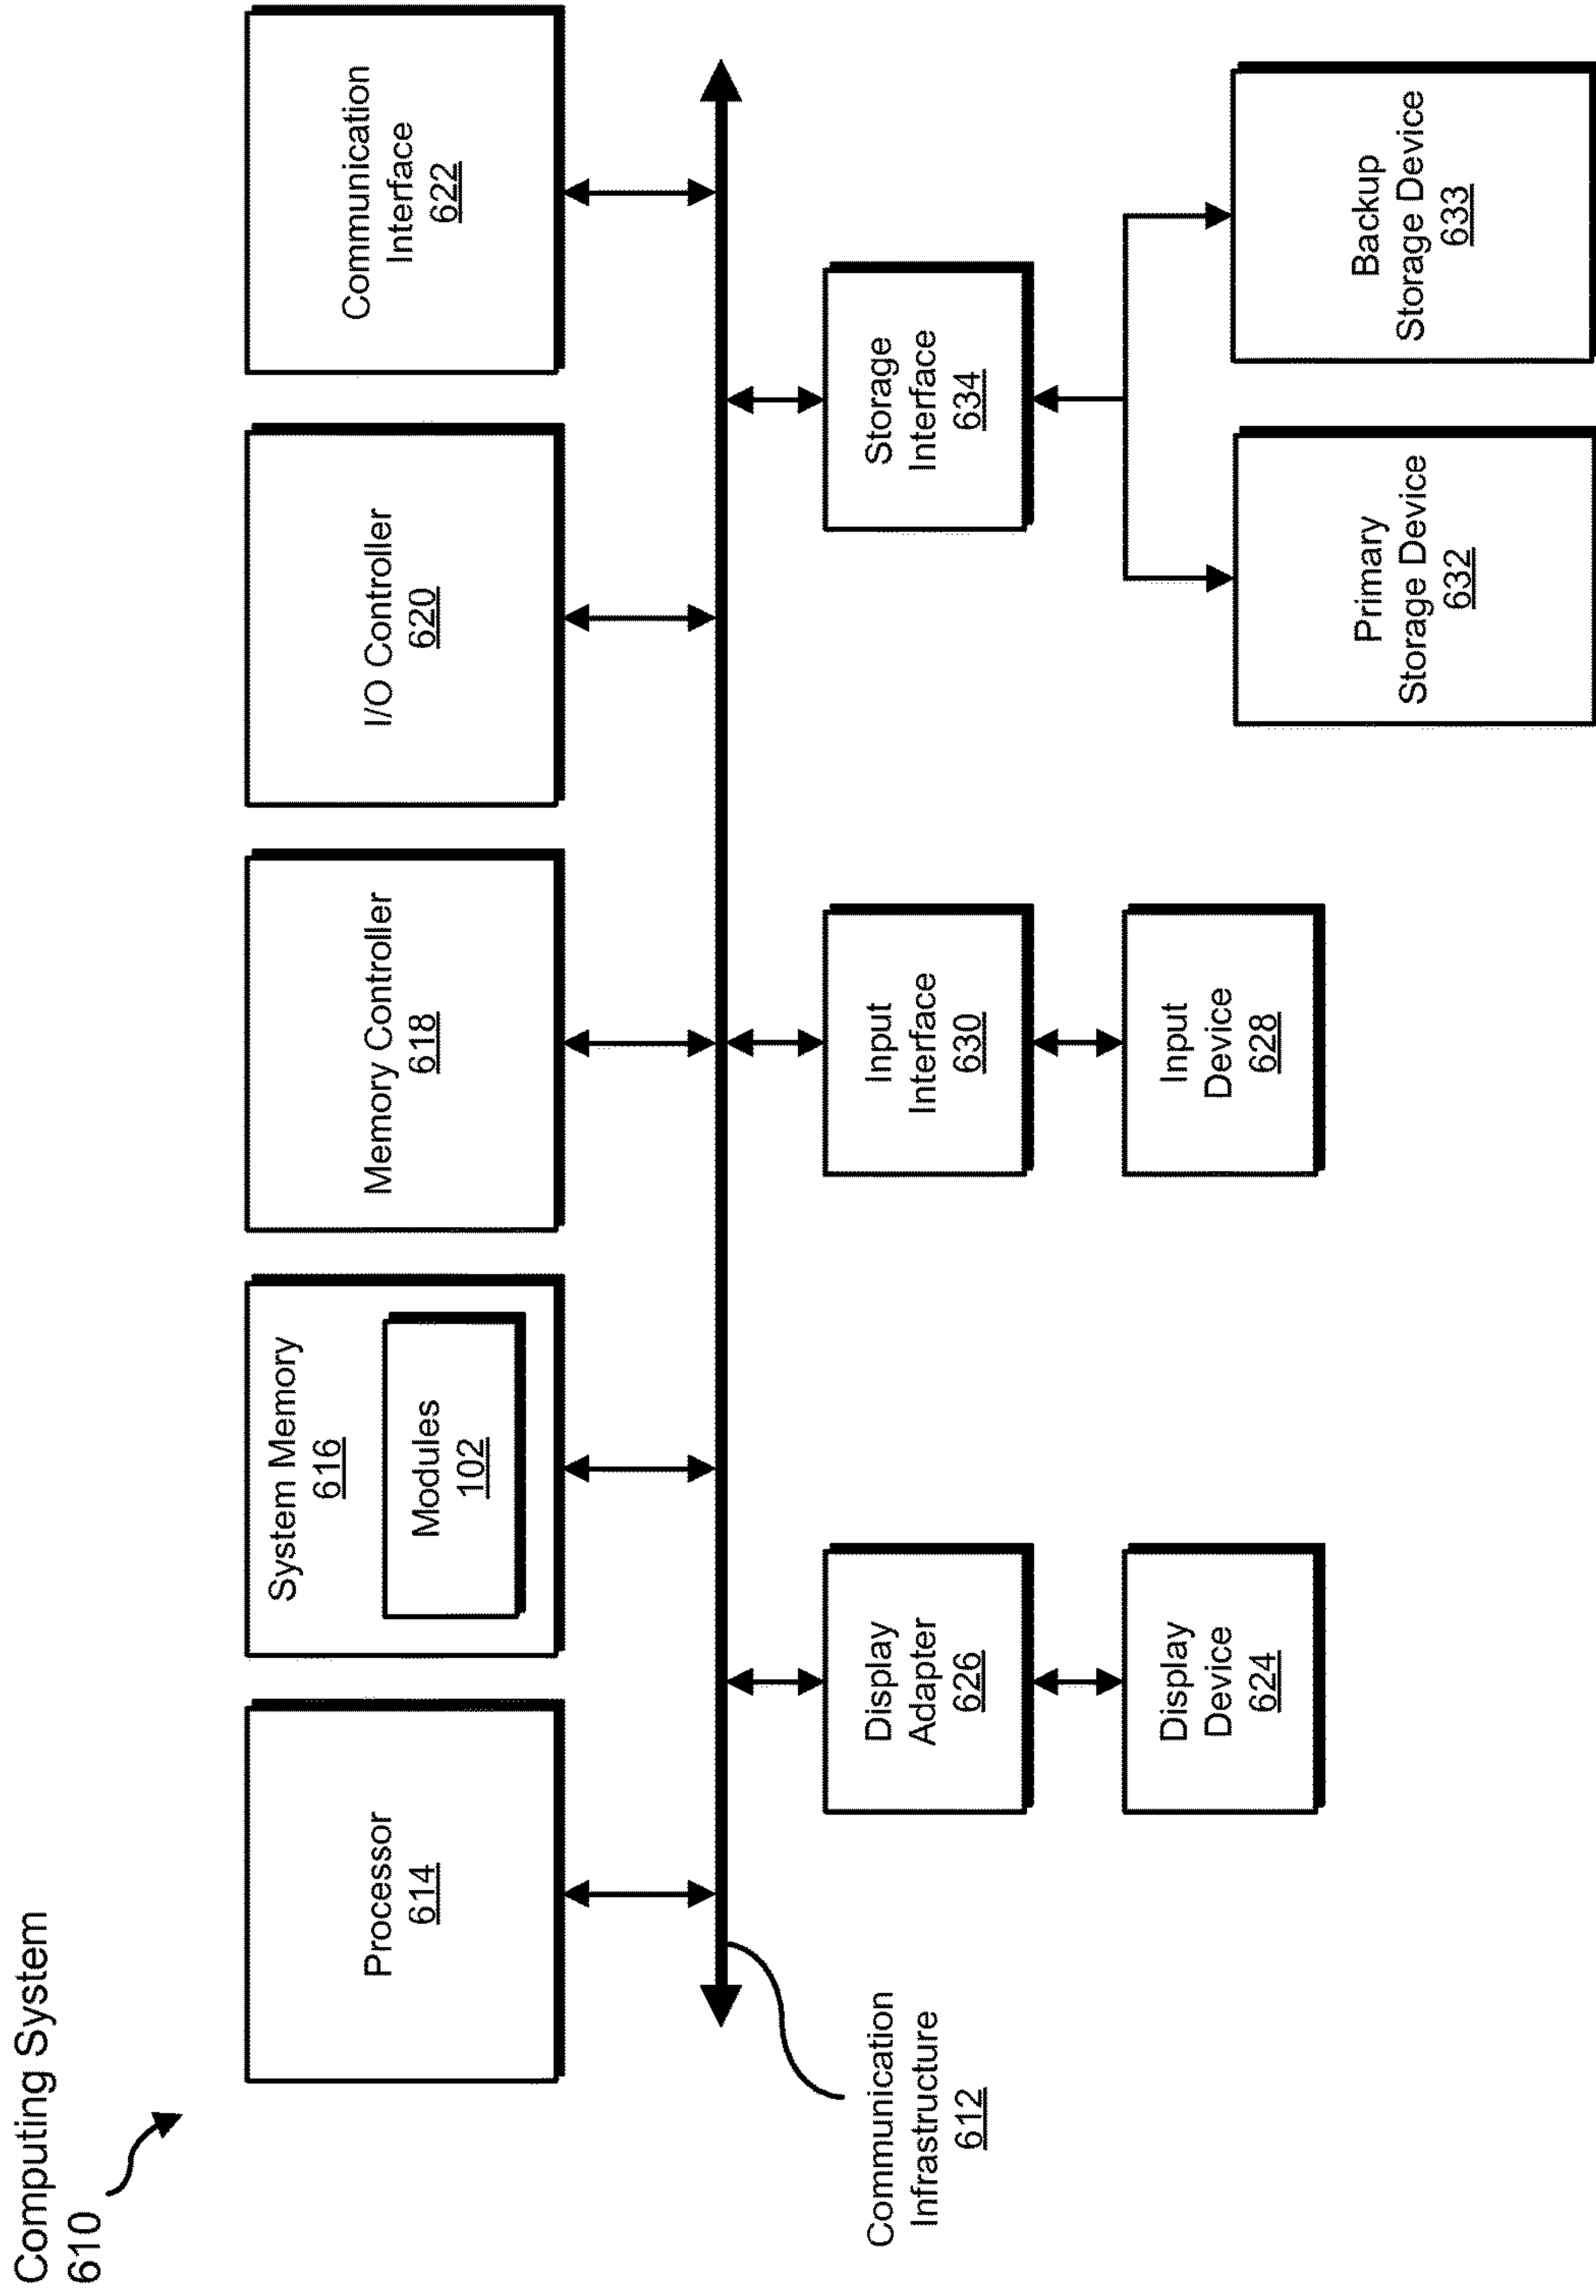 Computing System
610
Processor
614
System Memory
616
Modules
102
Memory Controller
618
I/O Controller
620
Communication
Interface
622
Communication
Infrastructure
612
Display
Adapter
626
Input
Interface
630
Storage
Interface
634
Display
Device
624
Input
Device
628
Primary
Storage Device
632
Backup
Storage Device
633